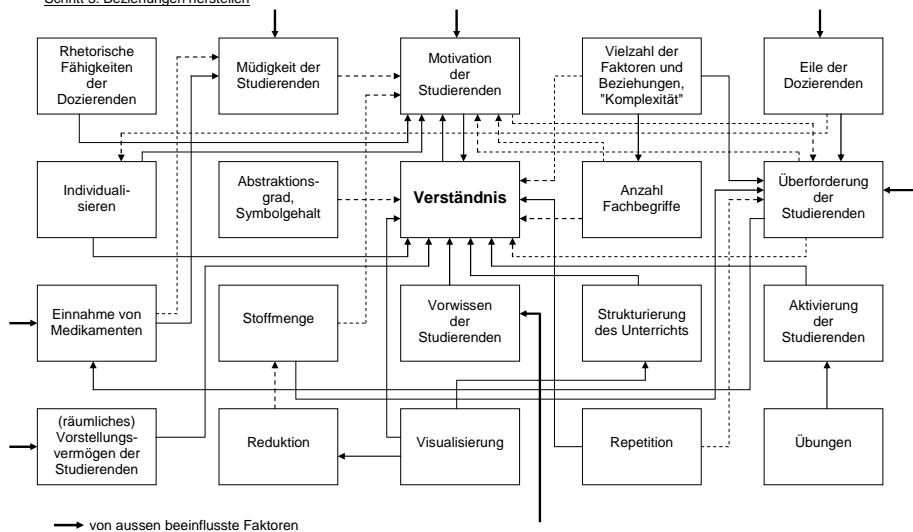 Schritt 3: Beziehungen herstellen
Rhetorische
Fähigkeiten
der
Dozierenden
Müdigkeit der
Studierenden
Motivation
der
Studierenden
Vielzahl der
Faktoren und
Beziehungen,
"Komplexität"
Eile der
Dozierenden
Individuali-
sieren
Abstraktions-
grad,
Symbolgehalt
Verständnis
Anzahl
Fachbegriffe
Überforderung
der
Studierenden
Einnahme von
Medikamenten
Stoffmenge
Vorwissen
der
Studierenden
Strukturierung
des Unterrichts
Aktivierung
der
Studierenden
(räumliches)
Vorstellungs-
vermögen der
Studierenden
Reduktion
Visualisierung
Repetition
Übungen
von aussen beeinflusste Faktoren